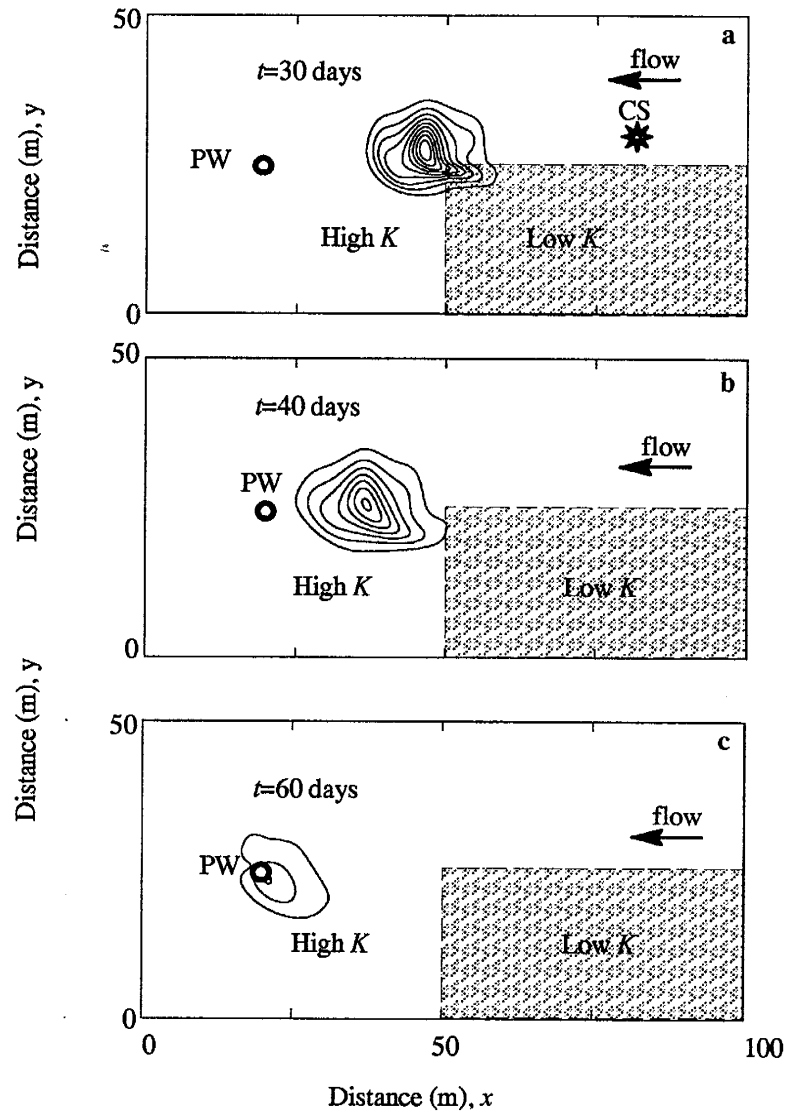 50
a
t=30 days
flow
CS
PW
High K
Low K
0
Distance (m), y
50
b
t=40 days
flow
PW
High K
Low K
0
Distance (m), y
50
c
t=60 days
flow
PW
High K
Low K
0
Distance (m), y
0
50
100
Distance (m), x